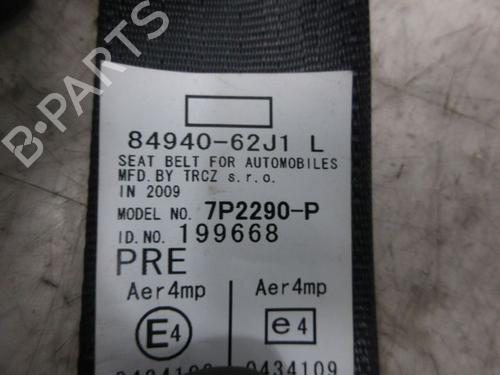 B-PARTS
84940-62J1 L
SEAT BELT FOR AUTOMOBILES
MFD.BY TRCZ s.r.o.
IN 2009
MODEL NO. 7P2290-P
ID.NO. 199668
PRE
Aer4mp Aer4mp
E4 e4
0434109